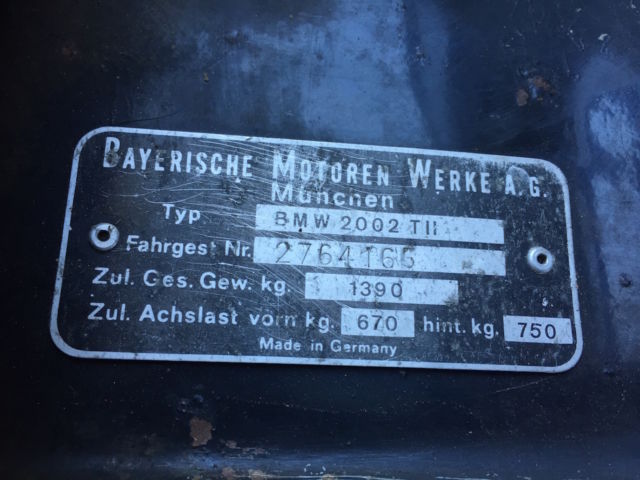 BAYERISCHE MOTOREN WERKE A.G.
München
Typ BMW 2002 TII
Fahrgest Nr. 2764165
Zul. Ges. Gew. kg. 1390
Zul. Achslast vorn kg. 670 hint. kg. 750
Made in Germany